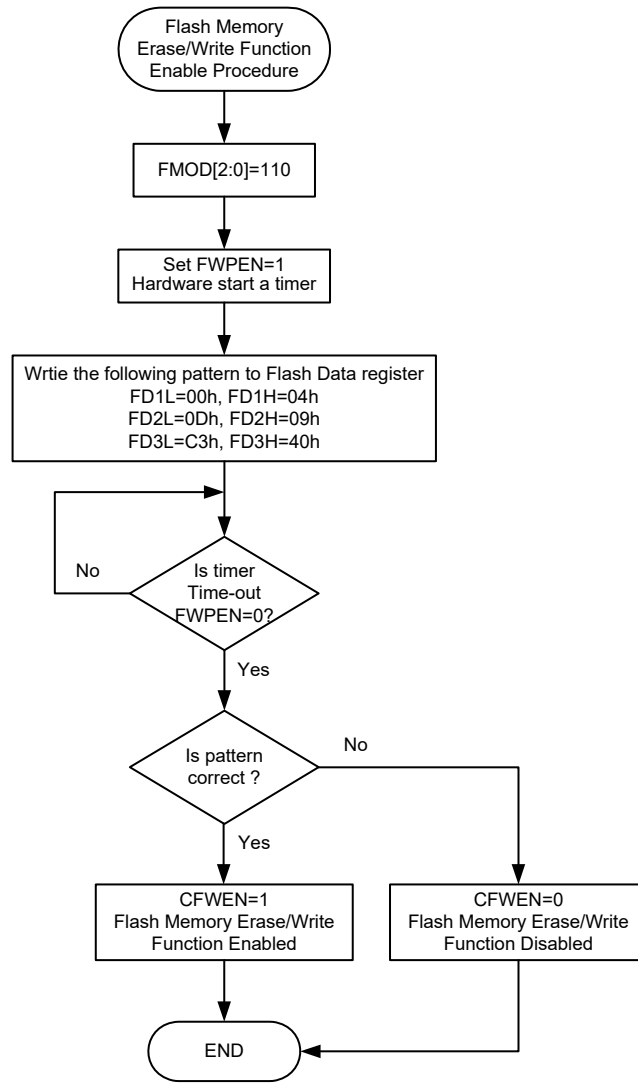 Flash Memory
Erase/Write Function
Enable Procedure
FMOD[2:0]=110
Set FWPEN=1
Hardware start a timer
Wrtie the following pattern to Flash Data register
FD1L=00h, FD1H=04h
FD2L=0Dh, FD2H=09h
FD3L=C3h, FD3H=40h
No
Is timer
Time-out
FWPEN=0?
Yes
Is pattern
correct ?
No
Yes
CFWEN=1
Flash Memory Erase/Write
Function Enabled
CFWEN=0
Flash Memory Erase/Write
Function Disabled
END